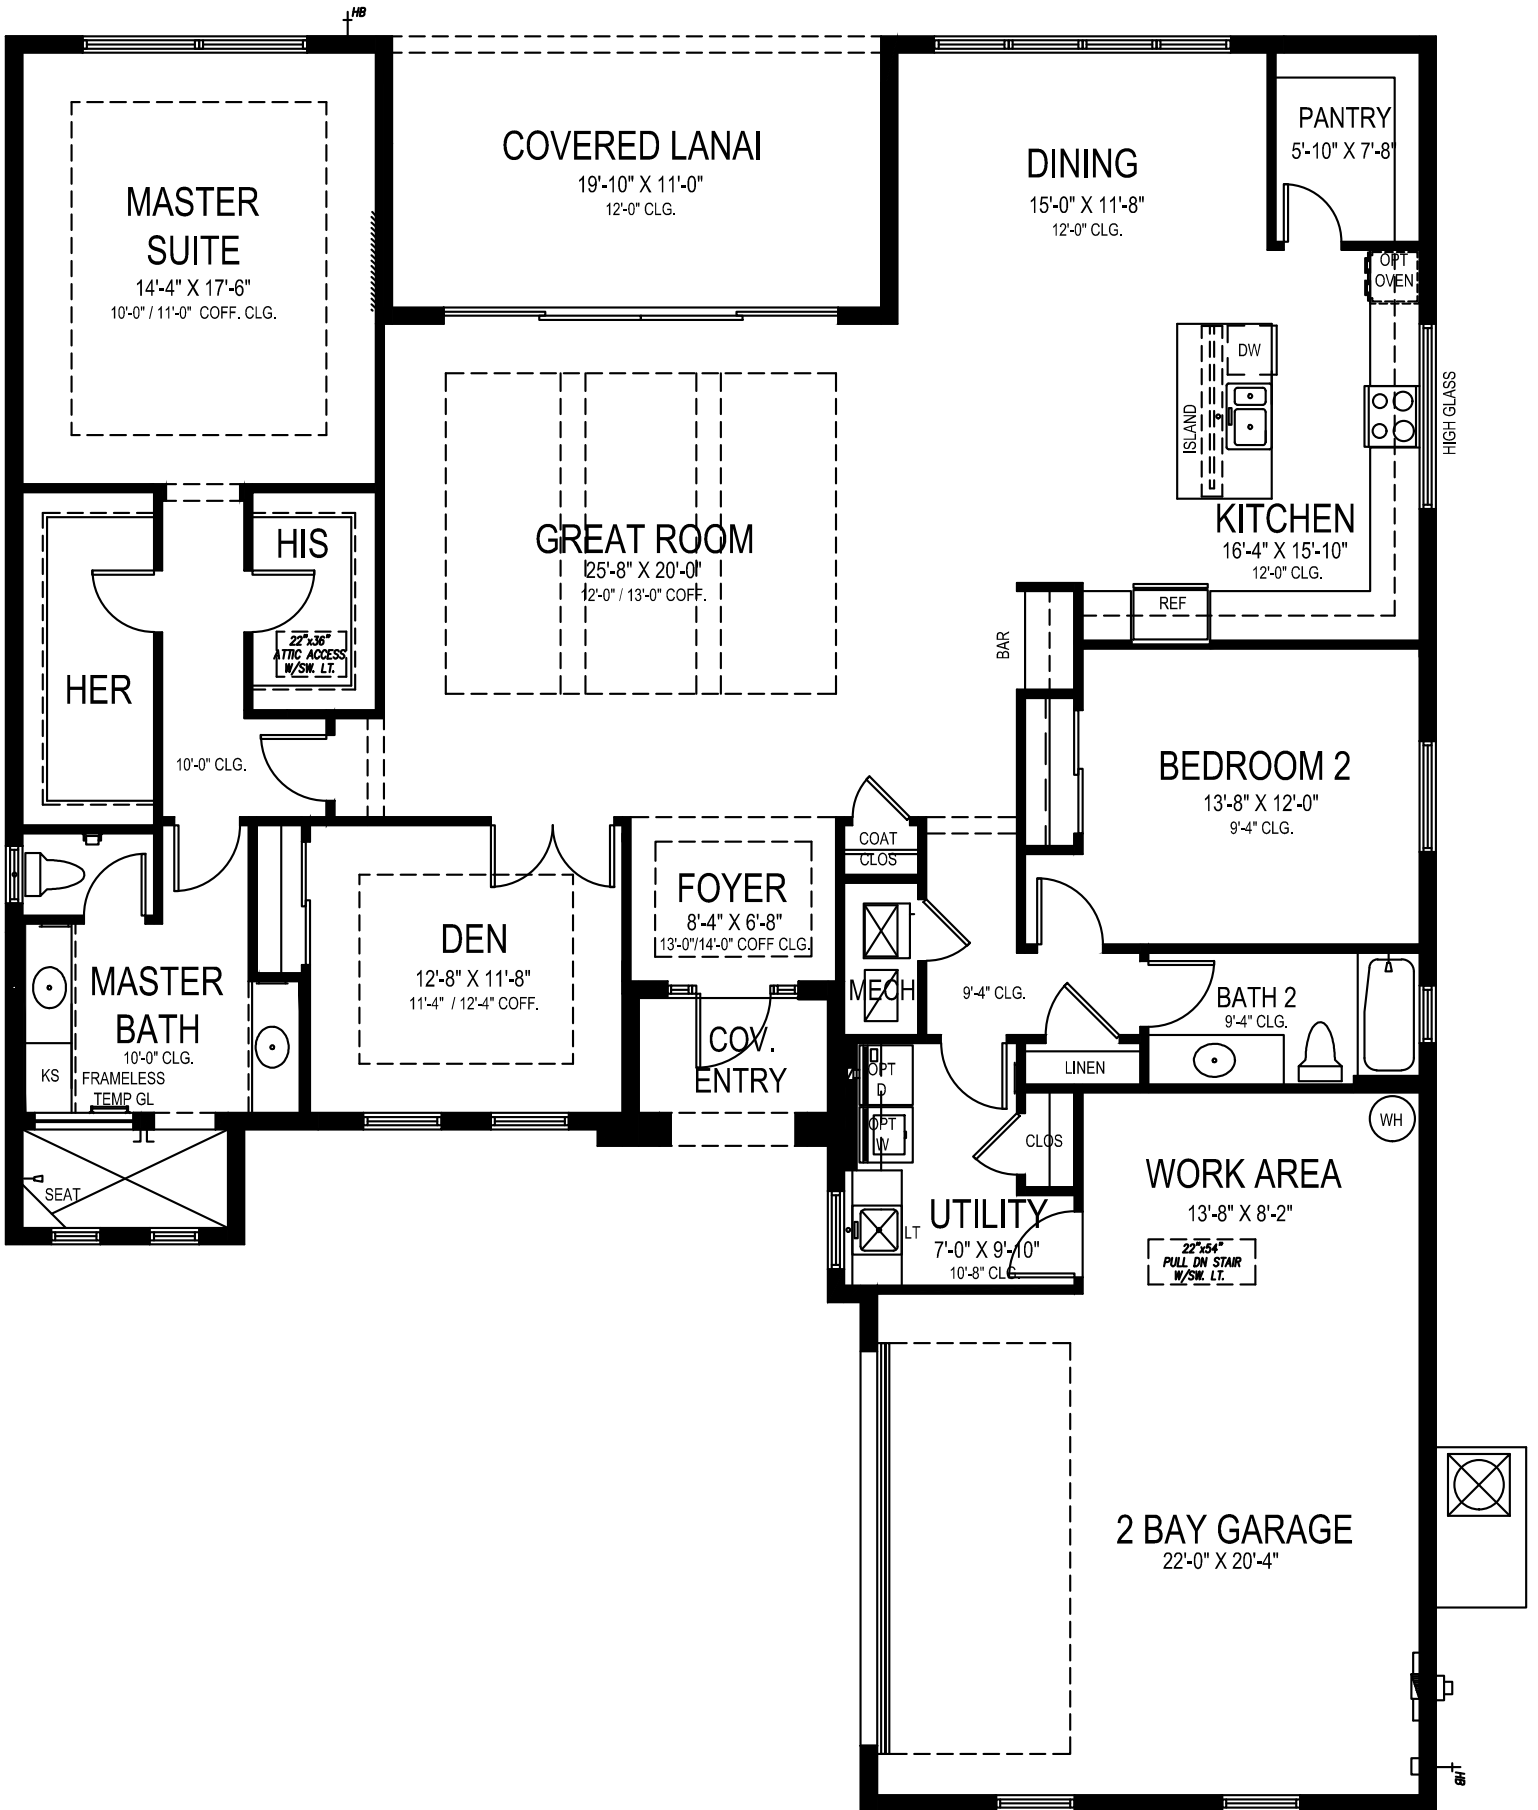 HB
COVERED LANAI
19'-10" X 11'-0"
12'-0" CLG.
DINING
15'-0" X 11'-8"
12'-0" CLG.
PANTRY
5'-10" X 7'-8"
MASTER
SUITE
14'-4" X 17'-6"
10'-0" / 11'-0" COFF. CLG.
OPT
OVEN
DW
ISLAND
HIGH GLASS
KITCHEN
16'-4" X 15'-10"
12'-0" CLG.
REF
BAR
GREAT ROOM
25'-8" X 20'-0"
12'-0" / 13'-0" COFF.
HIS
22"x36"
ATTIC ACCESS
W/SW. LT.
HER
10'-0" CLG.
BEDROOM 2
13'-8" X 12'-0"
9'-4" CLG.
COAT
CLOS
FOYER
8'-4" X 6'-8"
13'-0"/14'-0" COFF CLG.
DEN
12'-8" X 11'-8"
11'-4" / 12'-4" COFF.
MASTER
BATH
10'-0" CLG.
KS
FRAMELESS
TEMP GL
SEAT
COV.
ENTRY
MECH
9'-4" CLG.
BATH 2
9'-4" CLG.
LINEN
OPT
D
OPT
W
CLOS
WH
UTILITY
7'-0" X 9'-10"
10'-8" CLG.
LT
WORK AREA
13'-8" X 8'-2"
22"x54"
PULL DN STAIR
W/SW. LT.
2 BAY GARAGE
22'-0" X 20'-4"
HB